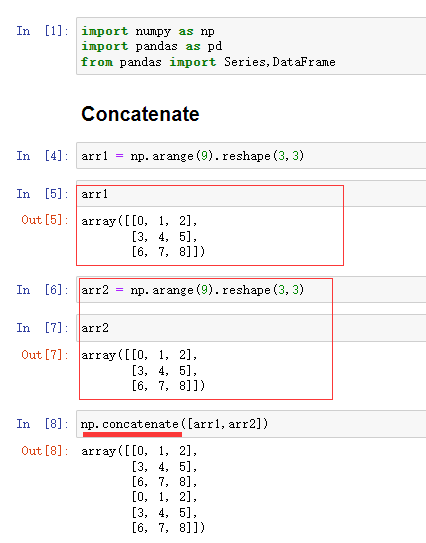 In [1]: import numpy as np
import pandas as pd
from pandas import Series,DataFrame
Concatenate
In [4]: arr1 = np.arange(9).reshape(3,3)
In [5]: arr1
Out[5]: array([[0, 1, 2],
[3, 4, 5],
[6, 7, 8]])
In [6]: arr2 = np.arange(9).reshape(3,3)
In [7]: arr2
Out[7]: array([[0, 1, 2],
[3, 4, 5],
[6, 7, 8]])
In [8]: np.concatenate([arr1,arr2])
Out[8]: array([[0, 1, 2],
[3, 4, 5],
[6, 7, 8],
[0, 1, 2],
[3, 4, 5],
[6, 7, 8]])